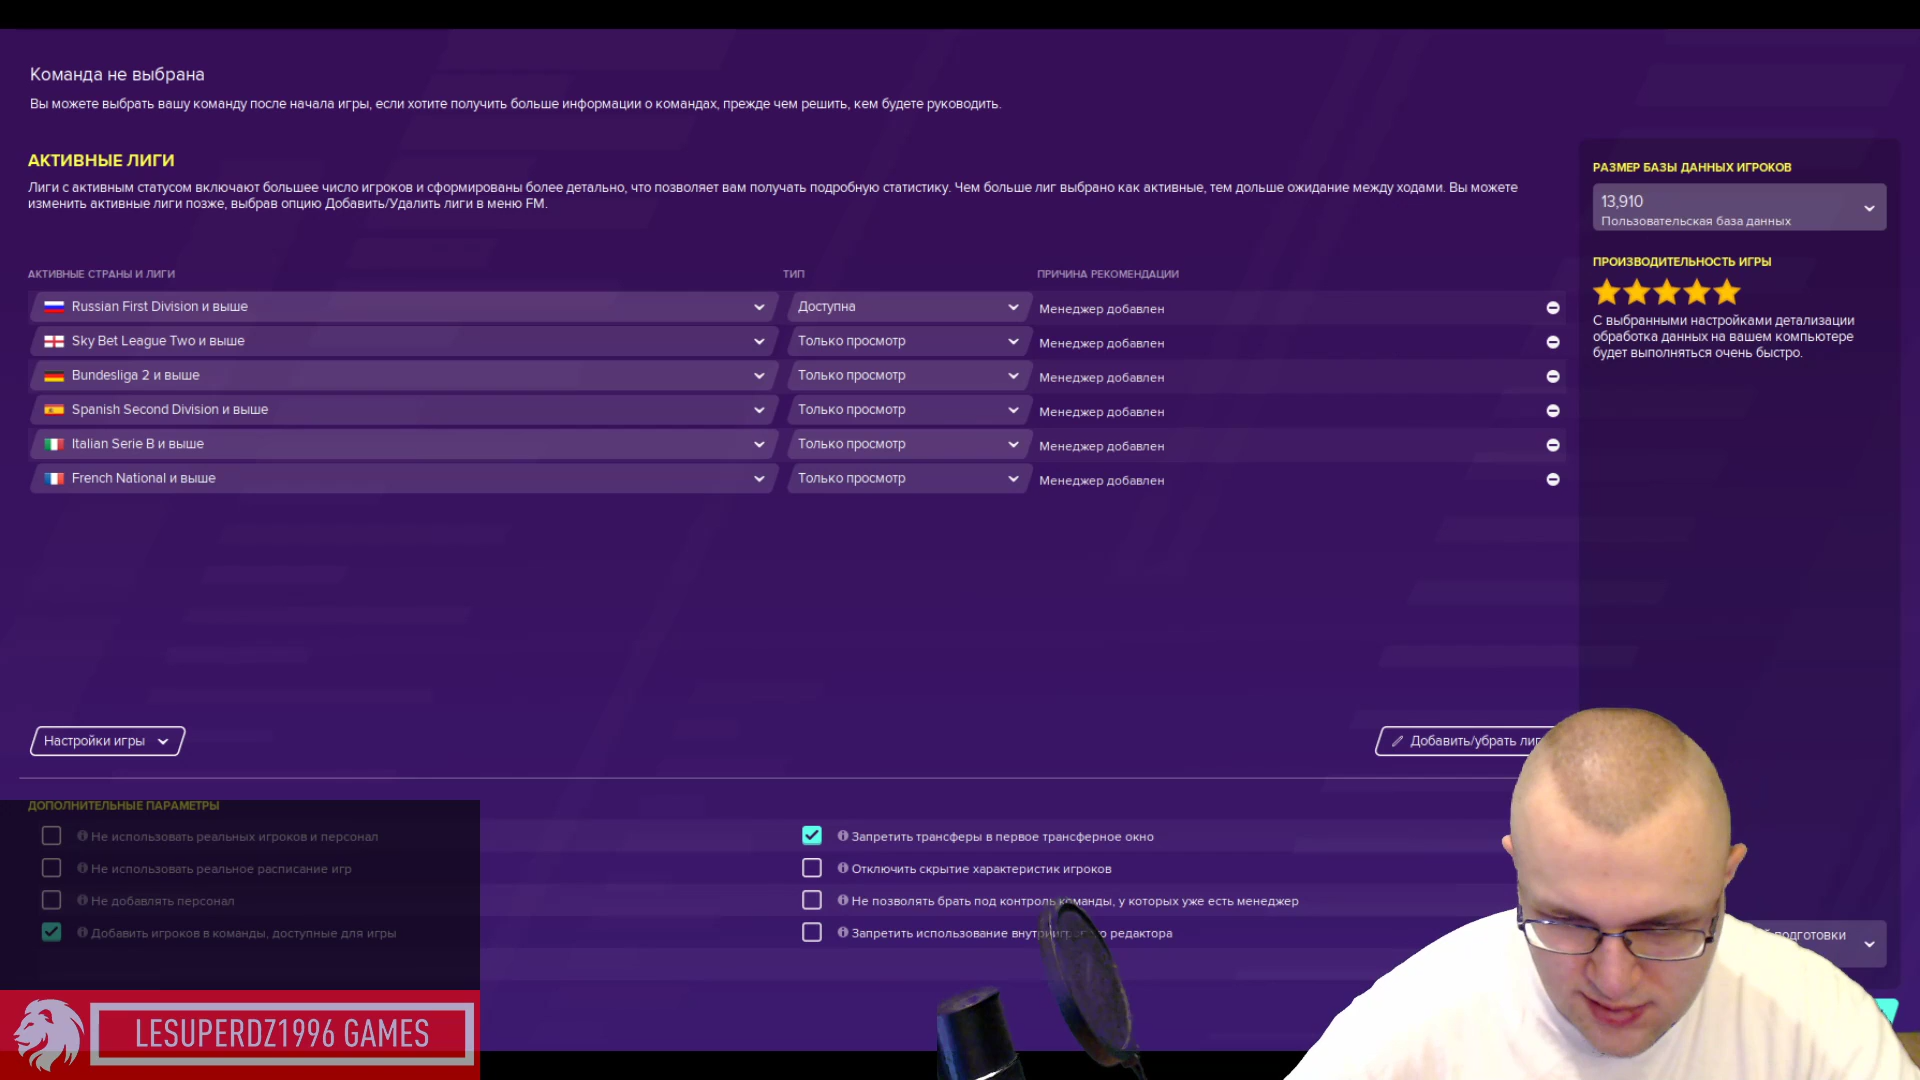 Команда не выбрана
Вы можете выбрать вашу команду после начала игры, если хотите получить больше информации о командах, прежде чем решить, кем будете руководить.
АКТИВНЫЕ ЛИГИ
Лиги с активным статусом включают большее число игроков и сформированы более детально, что позволяет вам получать подробную статистику. Чем больше лиг выбрано как активные, тем дольше ожидание между ходами. Вы можете
изменить активные лиги позже, выбрав опцию Добавить/Удалить лиги в меню FM.
АКТИВНЫЕ СТРАНЫ И ЛИГИ ТИП ПРИЧИНА РЕКОМЕНДАЦИИ
Russian First Division и выше Доступна Менеджер добавлен
Sky Bet League Two и выше Только просмотр Менеджер добавлен
Bundesliga 2 и выше Только просмотр Менеджер добавлен
Spanish Second Division и выше Только просмотр Менеджер добавлен
Italian Serie B и выше Только просмотр Менеджер добавлен
French National и выше Только просмотр Менеджер добавлен
РАЗМЕР БАЗЫ ДАННЫХ ИГРОКОВ
13,910
Пользовательская база данных
ПРОИЗВОДИТЕЛЬНОСТЬ ИГРЫ
С выбранными настройками детализации
обработка данных на вашем компьютере
будет выполняться очень быстро.
Настройки игры Добавить/убрать лиг
ДОПОЛНИТЕЛЬНЫЕ ПАРАМЕТРЫ
Не использовать реальных игроков и персонал
Не использовать реальное расписание игр
Не добавлять персонал
Добавить игроков в команды, доступные для игры
Запретить трансферы в первое трансферное окно
Отключить скрытие характеристик игроков
Не позволять брать под контроль команды, у которых уже есть менеджер
Запретить использование внутриигрового редактора
подготовки
LESUPERDZ1996 GAMES